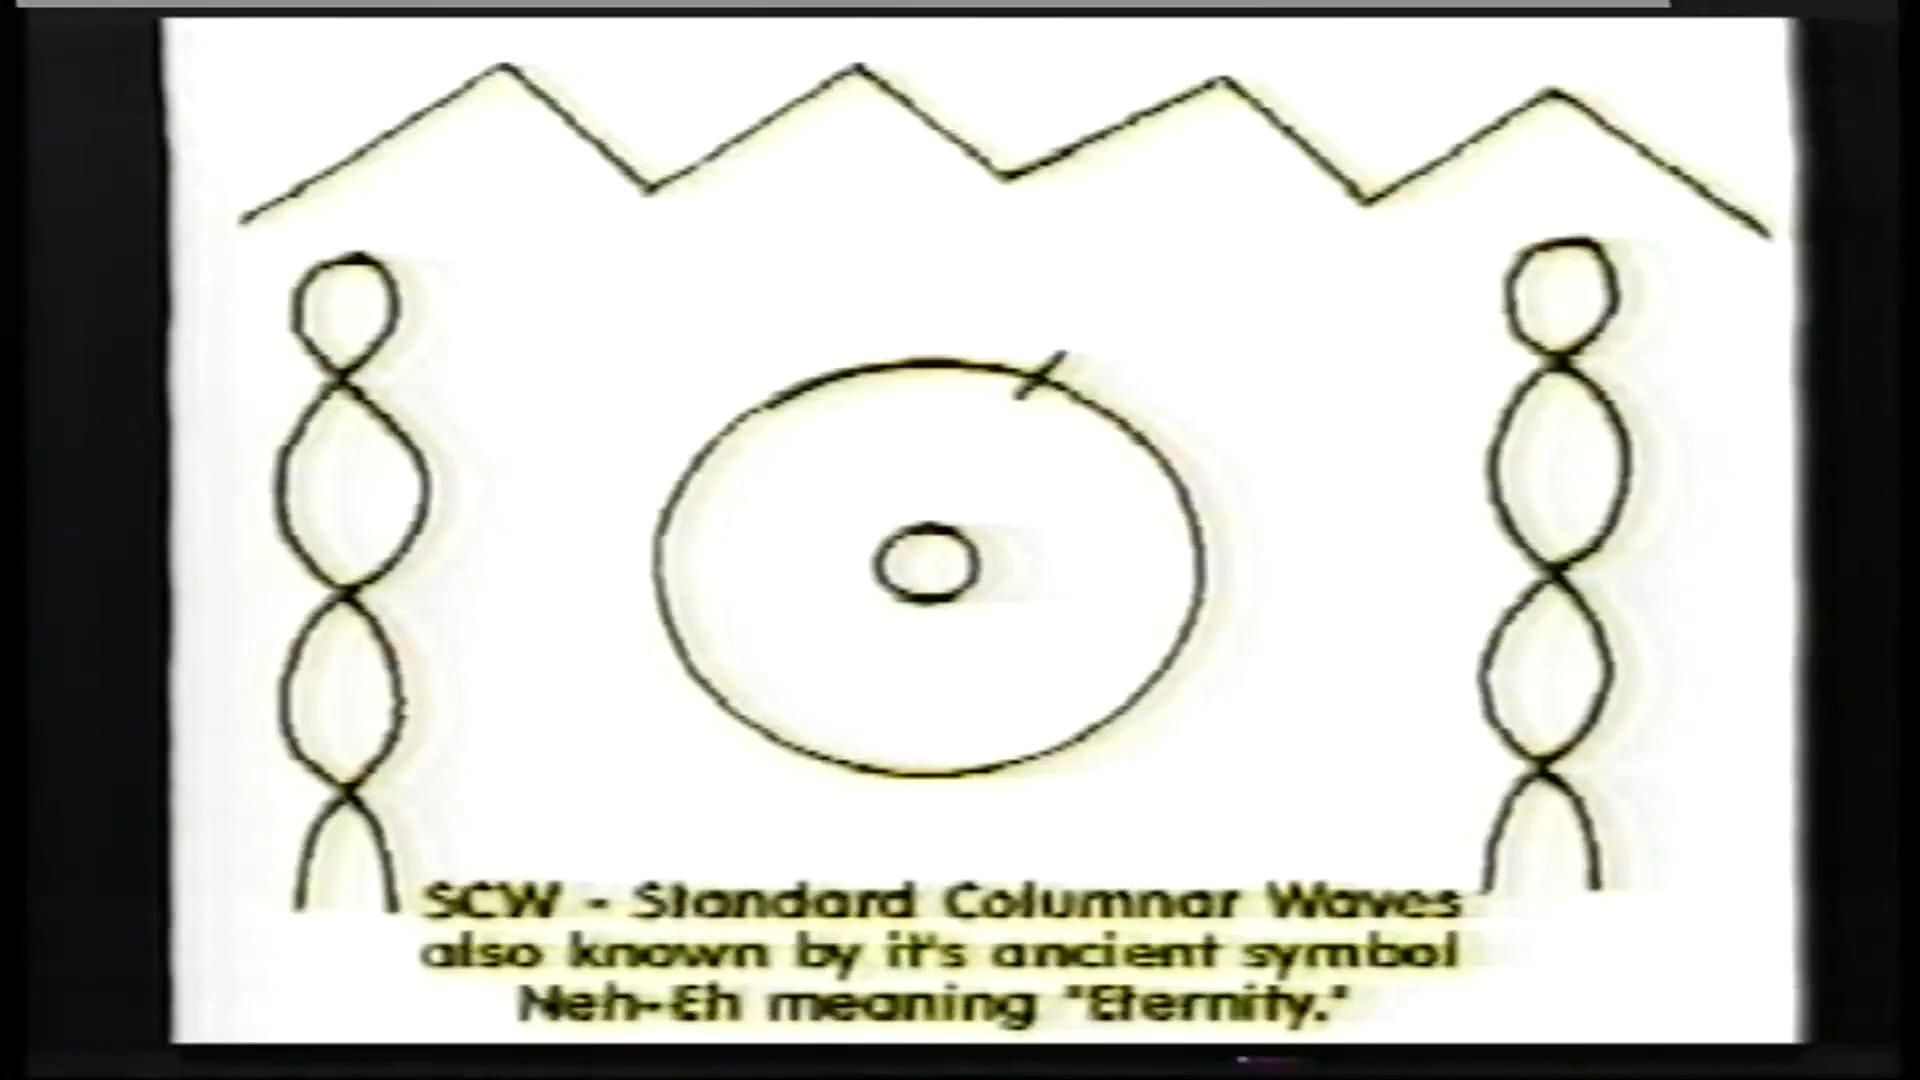 SCW - Standard Columnar Waves
also known by it's ancient symbol
Neh-Eh meaning "Eternity."